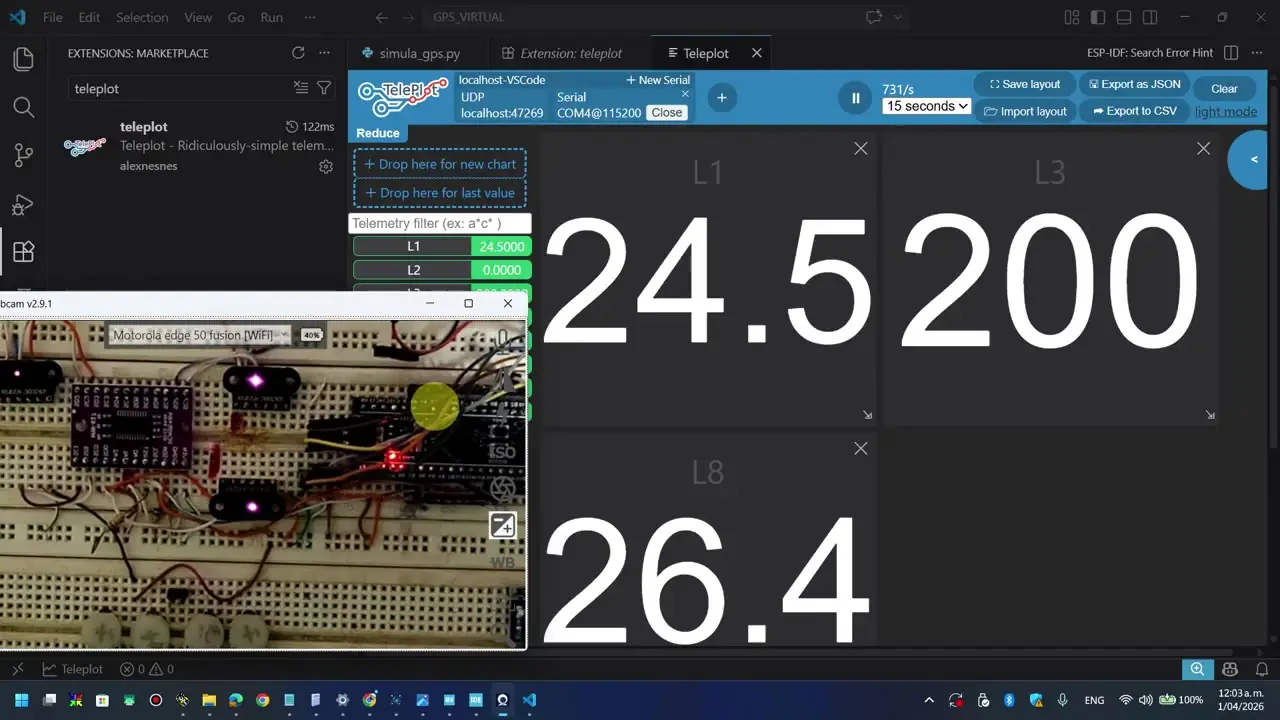 File Edit Selection View Go Run ···
GPS_VIRTUAL
EXTENSIONS: MARKETPLACE
teleplot
teleplot
122ms
Teleplot - Ridiculously-simple telem...
alexnesnes
simula_gps.py
Extension: teleplot
Teleplot
ESP-IDF: Search Error Hint
TelePlot
localhost-VSCode
+ New Serial
UDP
localhost:47269
Serial
COM4@115200
Close
731/s
15 seconds
Save layout
Import layout
Export as JSON
Export to CSV
Clear
light mode
Reduce
+ Drop here for new chart
+ Drop here for last value
Telemetry filter (ex: a*c* )
L1 24.5000
L2 0.0000
L1
24.5
L3
200
L8
26.4
bcam v2.9.1
Motorola edge 50 fusion [WiFi]
40%
ISO
WB
Teleplot
0 0
ENG
100%
12:03 a. m.
1/04/2026